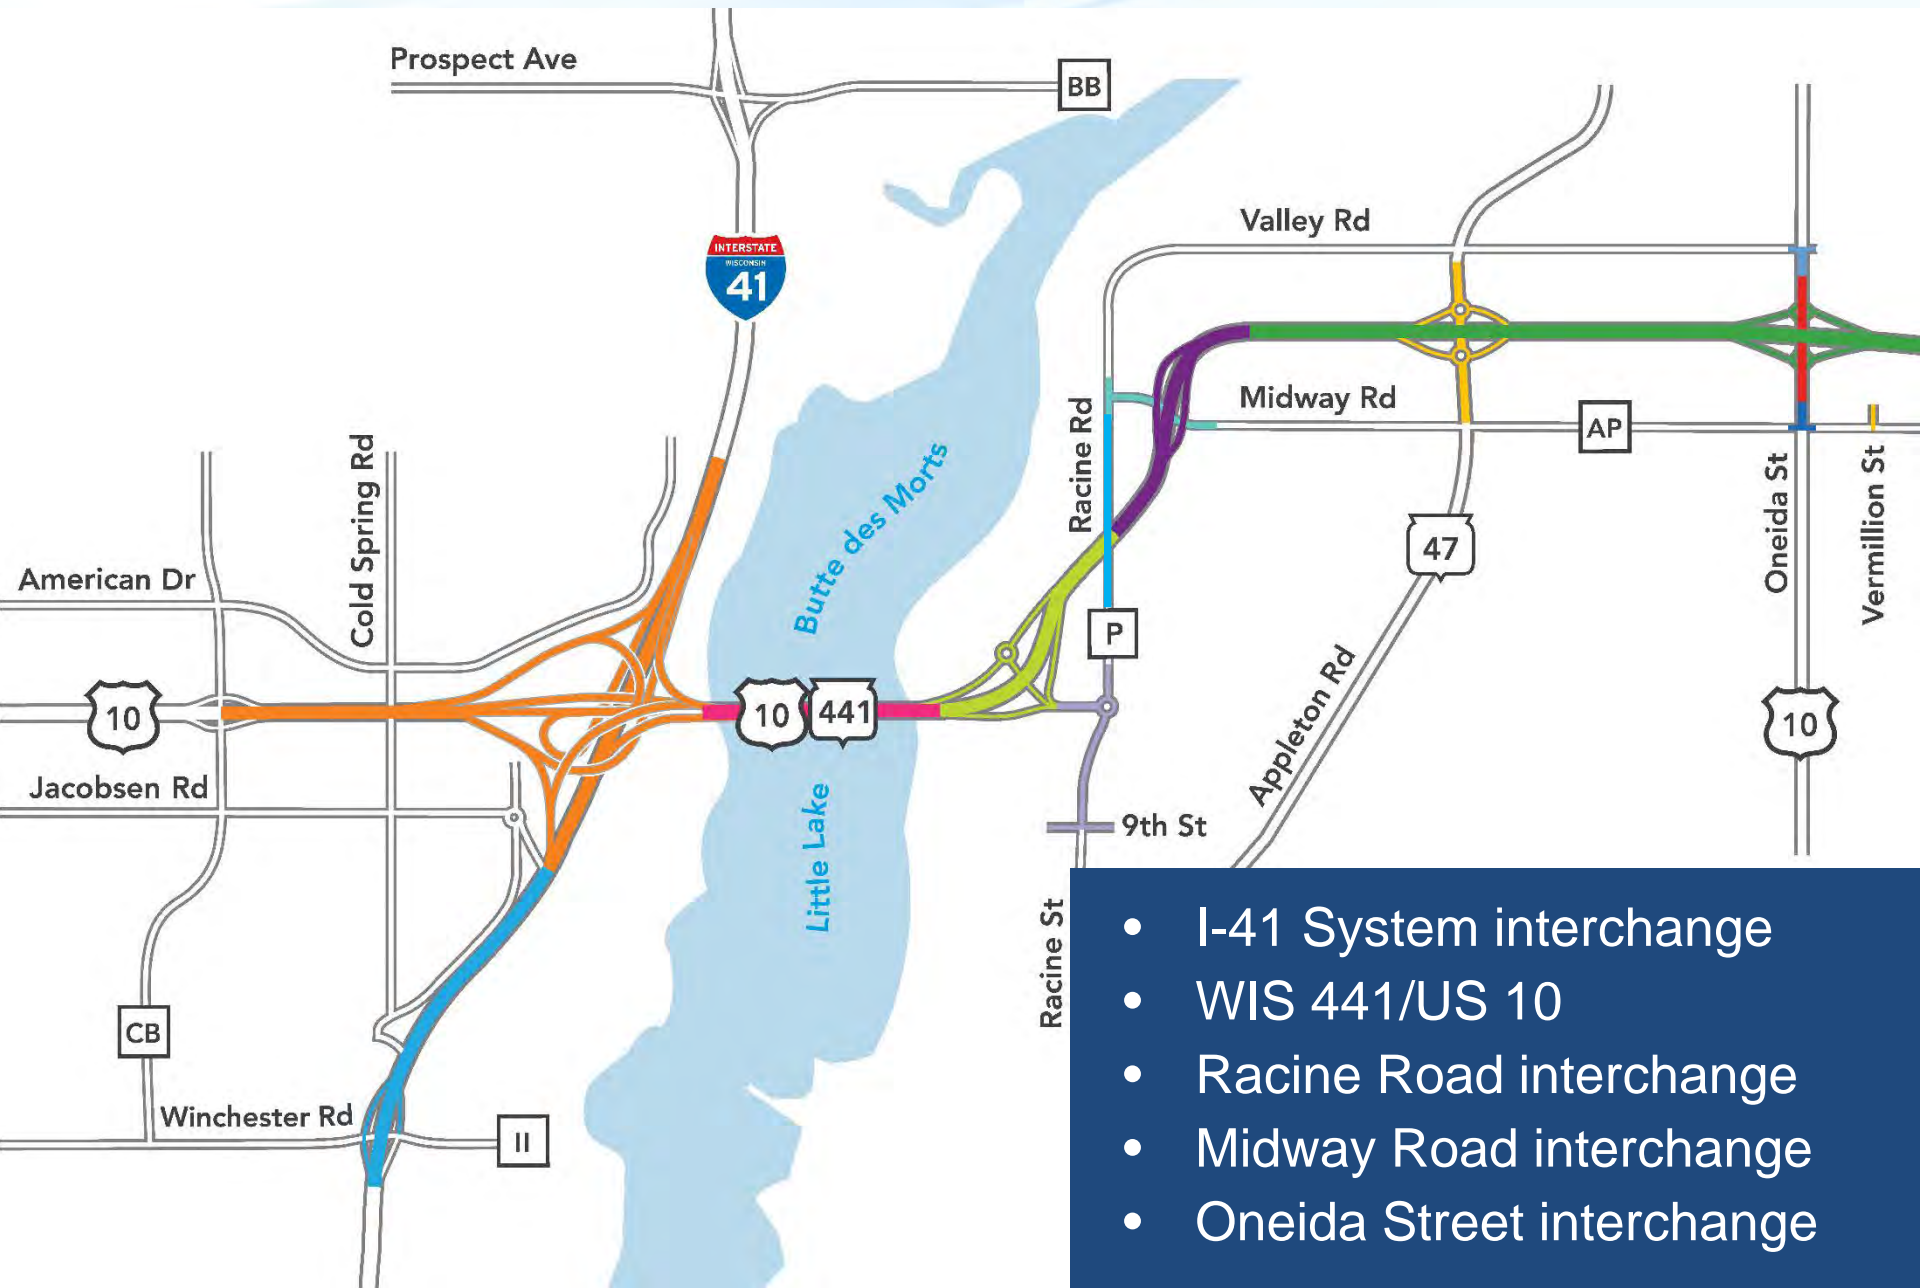 Prospect Ave
BB
INTERSTATE
WISCONSIN
41
Valley Rd
Midway Rd
AP
Racine Rd
Oneida St
Vermillion St
47
Cold Spring Rd
American Dr
Butte des Morts
Little Lake
P
10
10
441
10
Appleton Rd
Jacobsen Rd
9th St
Racine St
CB
Winchester Rd
II
• I-41 System interchange
• WIS 441/US 10
• Racine Road interchange
• Midway Road interchange
• Oneida Street interchange